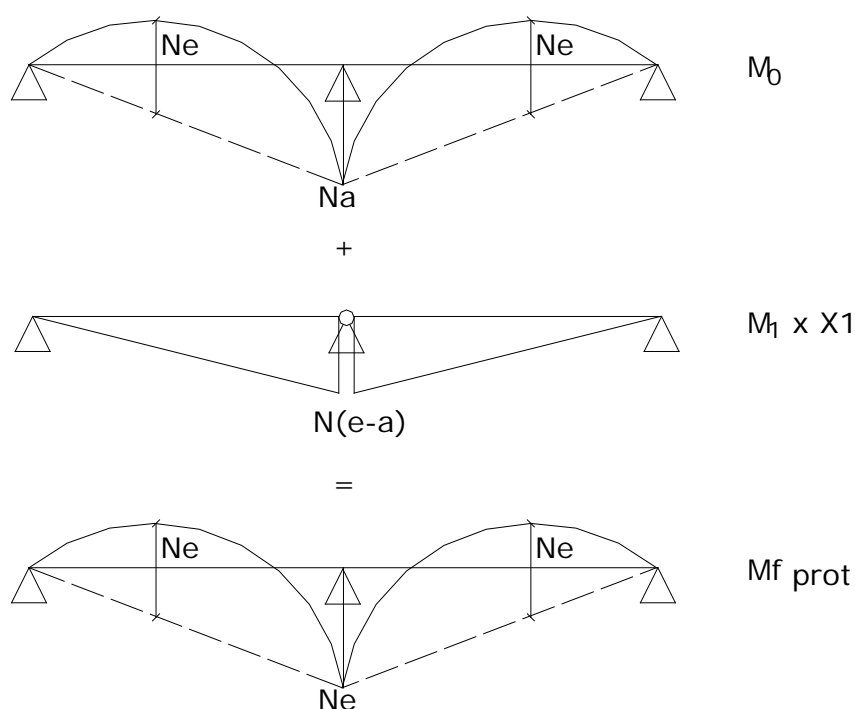 Ne Ne
M0
Na
+
M1 x X1
N(e-a)
=
Ne Ne
Mf prot
Ne